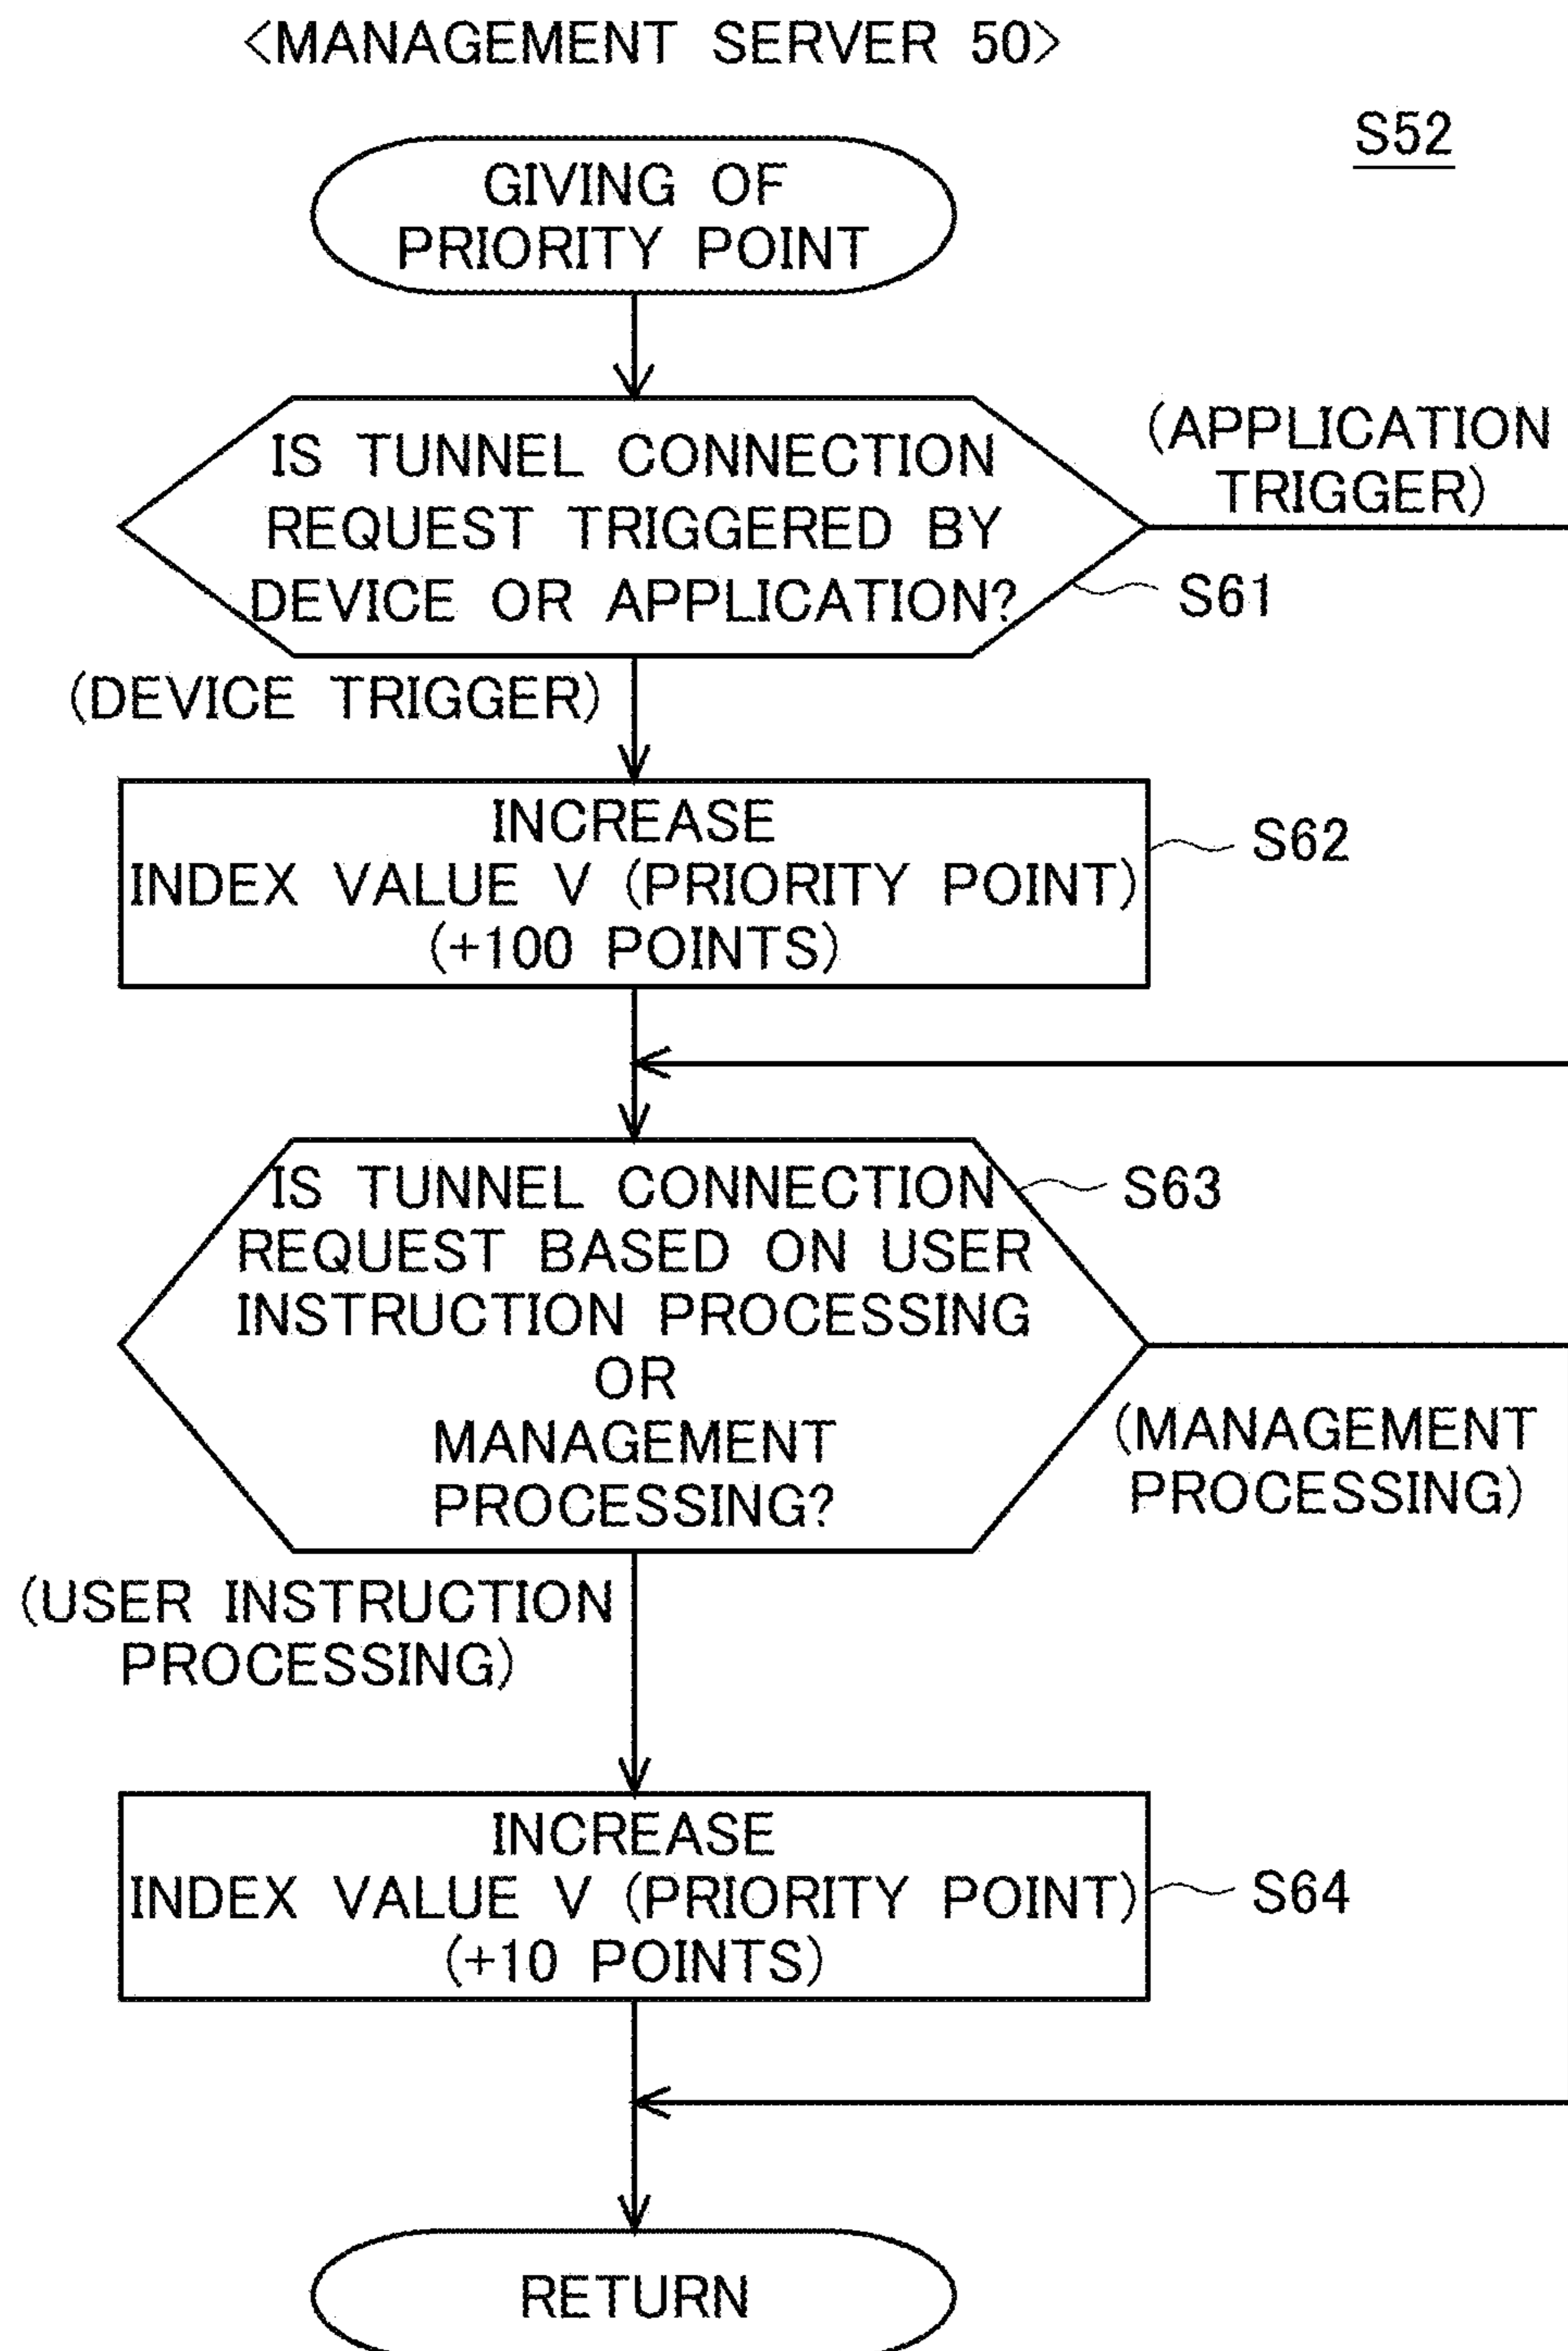 <MANAGEMENT SERVER 50>
S52
GIVING OF
PRIORITY POINT
IS TUNNEL CONNECTION
REQUEST TRIGGERED BY
DEVICE OR APPLICATION?
(APPLICATION
TRIGGER)
S61
(DEVICE TRIGGER)
INCREASE
INDEX VALUE V (PRIORITY POINT)
(+100 POINTS)
S62
IS TUNNEL CONNECTION
REQUEST BASED ON USER
INSTRUCTION PROCESSING
OR
MANAGEMENT
PROCESSING?
S63
(MANAGEMENT
PROCESSING)
(USER INSTRUCTION
PROCESSING)
INCREASE
INDEX VALUE V (PRIORITY POINT)
(+10 POINTS)
S64
RETURN